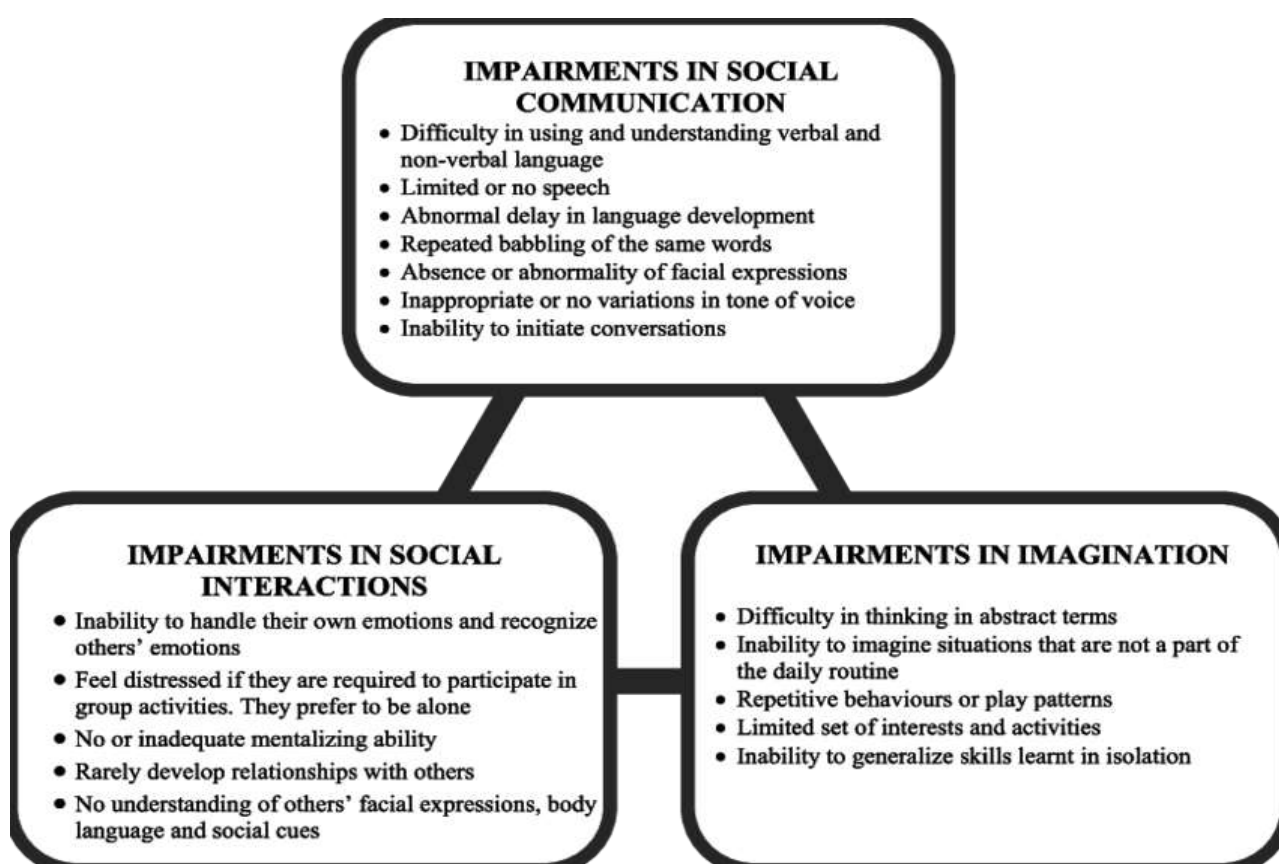 IMPAIRMENTS IN SOCIAL
COMMUNICATION
• Difficulty in using and understanding verbal and
non-verbal language
• Limited or no speech
• Abnormal delay in language development
• Repeated babbling of the same words
• Absence or abnormality of facial expressions
• Inappropriate or no variations in tone of voice
• Inability to initiate conversations
IMPAIRMENTS IN SOCIAL
INTERACTIONS
• Inability to handle their own emotions and recognize
others’ emotions
• Feel distressed if they are required to participate in
group activities. They prefer to be alone
• No or inadequate mentalizing ability
• Rarely develop relationships with others
• No understanding of others’ facial expressions, body
language and social cues
IMPAIRMENTS IN IMAGINATION
• Difficulty in thinking in abstract terms
• Inability to imagine situations that are not a part of
the daily routine
• Repetitive behaviours or play patterns
• Limited set of interests and activities
• Inability to generalize skills learnt in isolation